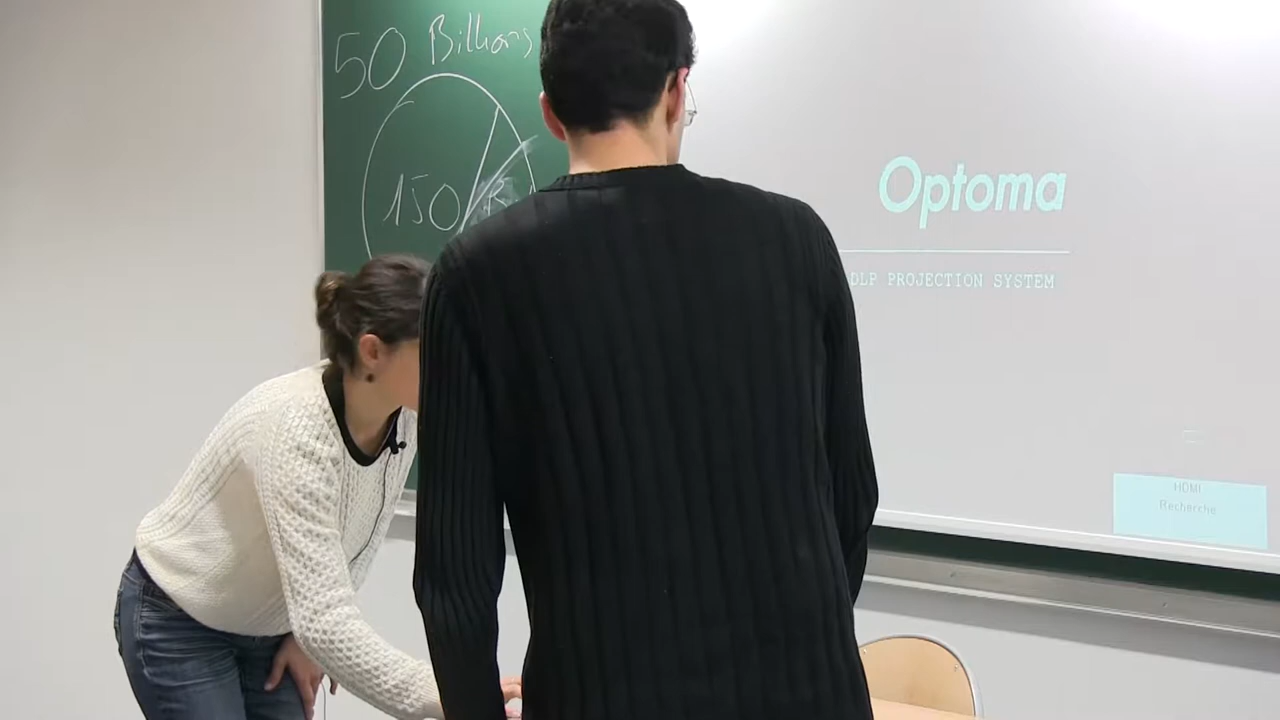 50 Billions
150
Optoma
DLP PROJECTION SYSTEM
HDMI
Recherche